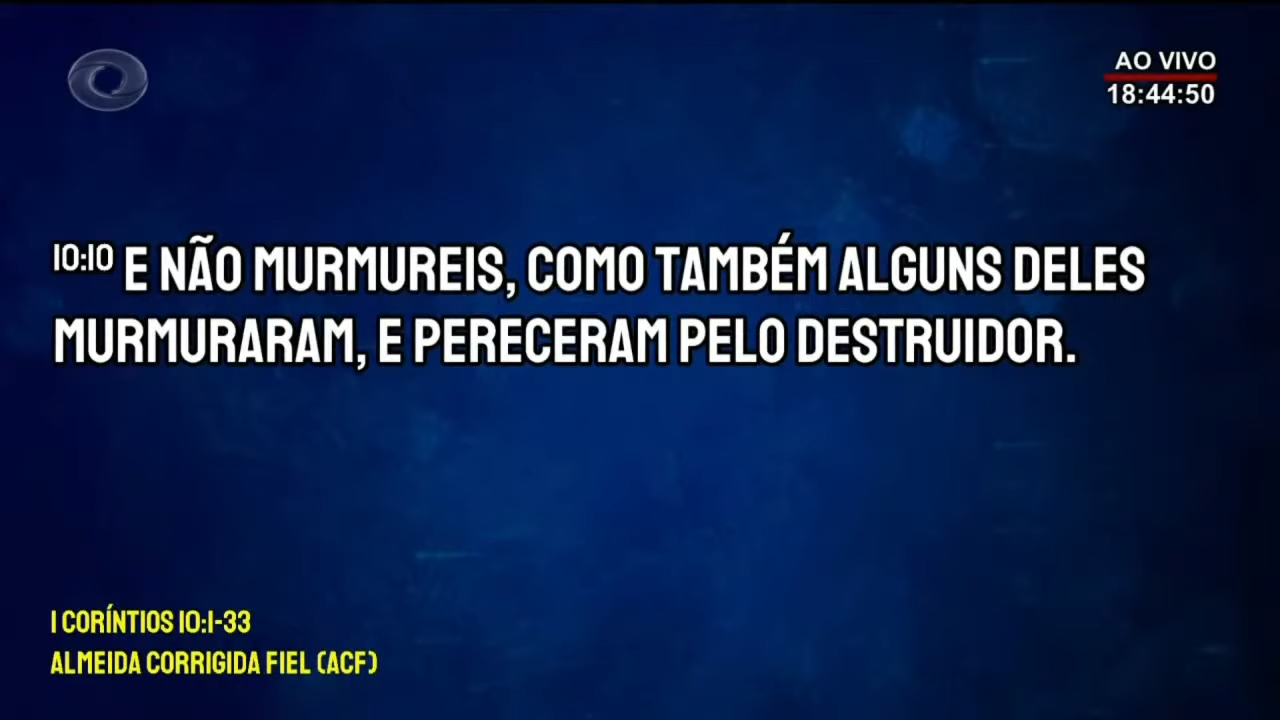 AO VIVO
18:44:50
10:10 E NÃO MURMUREIS, COMO TAMBÉM ALGUNS DELES
MURMURARAM, E PERECERAM PELO DESTRUIDOR.
1 CORÍNTIOS 10:1-33
ALMEIDA CORRIGIDA FIEL (ACF)